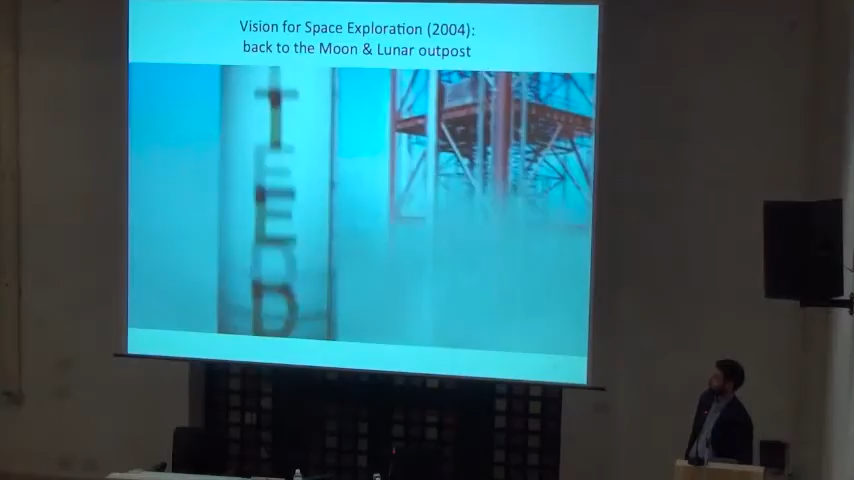 Vision for Space Exploration (2004):
back to the Moon & Lunar outpost